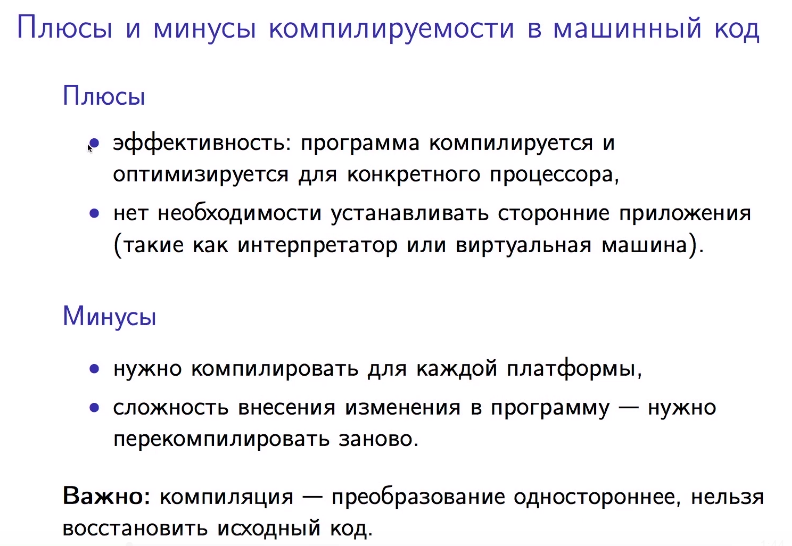 Плюсы и минусы компилируемости в машинный код
Плюсы
• эффективность: программа компилируется и
оптимизируется для конкретного процессора,
• нет необходимости устанавливать сторонние приложения
(такие как интерпретатор или виртуальная машина).
Минусы
• нужно компилировать для каждой платформы,
• сложность внесения изменения в программу — нужно
перекомпилировать заново.
Важно: компиляция — преобразование одностороннее, нельзя
восстановить исходный код.